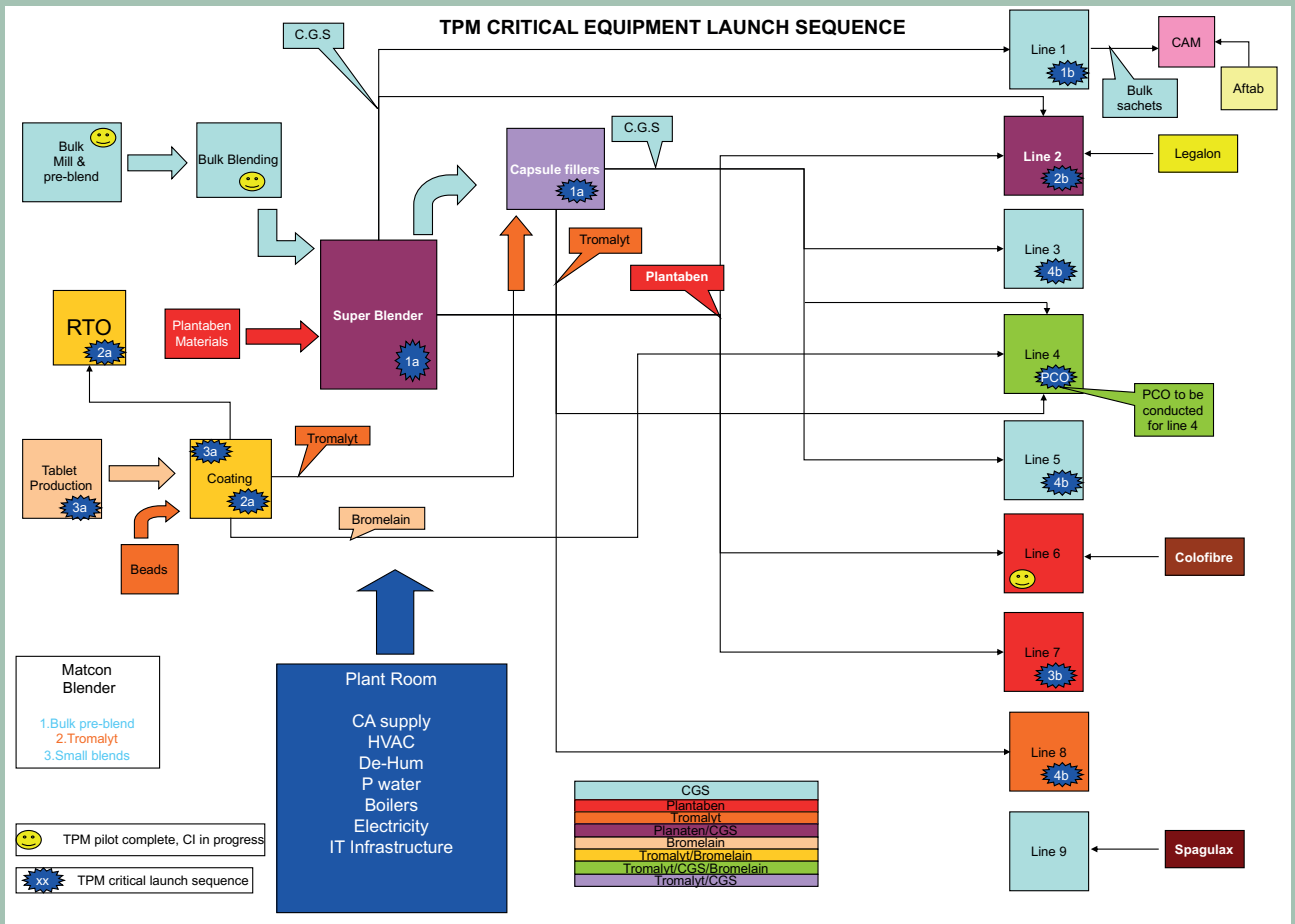 TPM CRITICAL EQUIPMENT LAUNCH SEQUENCE
C.G.S
Line 1
1b
CAM
Bulk
sachets
Aftab
Bulk
Mill &
pre-blend
Bulk Blending
Capsule fillers
1a
C.G.S
Line 2
2b
Legalon
Line 3
4b
Tromalyt
Plantaben
Super Blender
1a
RTO
2a
Plantaben
Materials
Line 4
PCO
PCO to be
conducted
for line 4
Tablet
Production
3a
3a
Coating
2a
Tromalyt
Line 5
4b
Bromelain
Beads
Line 6
Colofibre
Line 7
3b
Matcon
Blender
1.Bulk pre-blend
2.Tromalyt
3.Small blends
Plant Room
CA supply
HVAC
De-Hum
P water
Boilers
Electricity
IT Infrastructure
Line 8
4b
CGS
Plantaben
Tromalyt
Planaten/CGS
Bromelain
Tromalyt/Bromelain
Tromalyt/CGS/Bromelain
Tromalyt/CGS
Line 9
Spagulax
TPM pilot complete, CI in progress
xx
TPM critical launch sequence